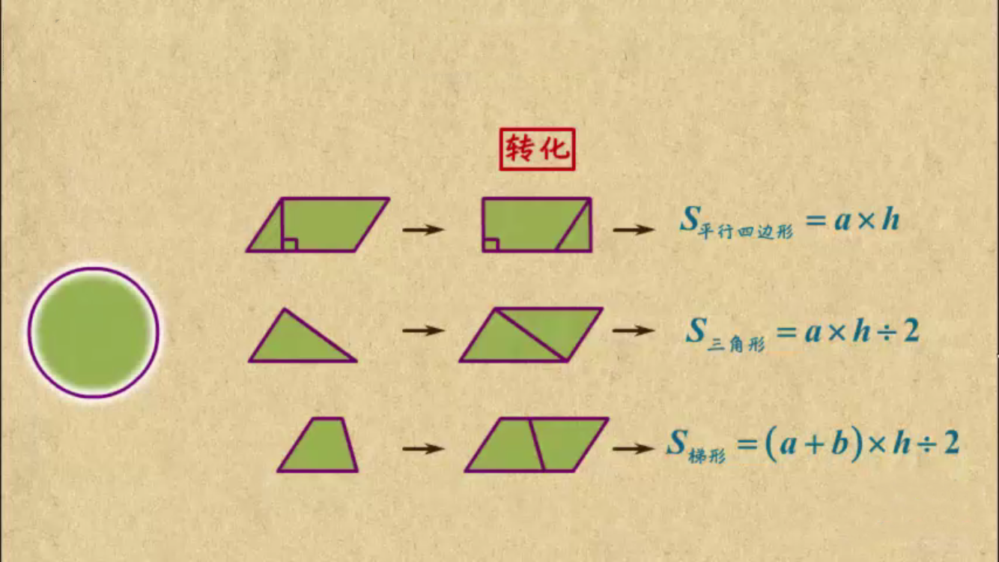 转化
S平行四边形 = a × h
S三角形 = a × h ÷ 2
S梯形 = (a + b) × h ÷ 2